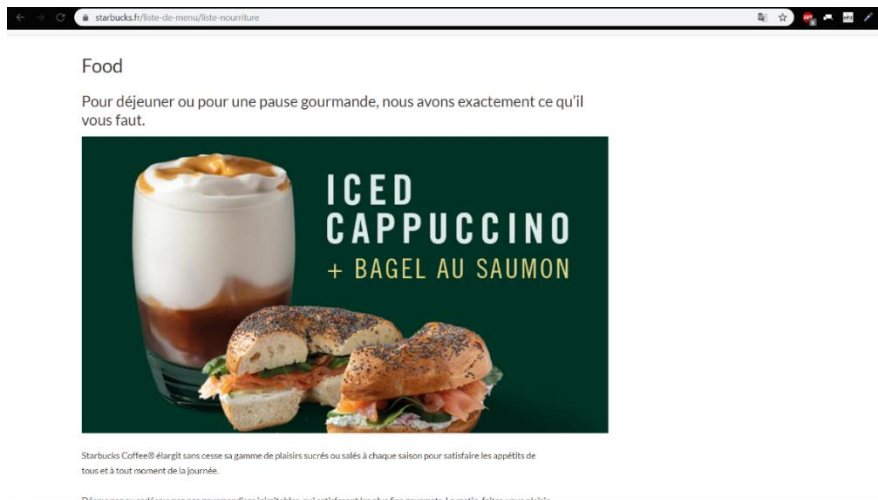 starbucks.fr/liste-de-menu/liste-nourriture
Food
Pour déjeuner ou pour une pause gourmande, nous avons exactement ce qu'il
vous faut.
ICED
CAPPUCCINO
+ BAGEL AU SAUMON
Starbucks Coffee® élargit sans cesse sa gamme de plaisirs sucrés ou salés à chaque saison pour satisfaire les appétits de
tous et à tout moment de la journée.